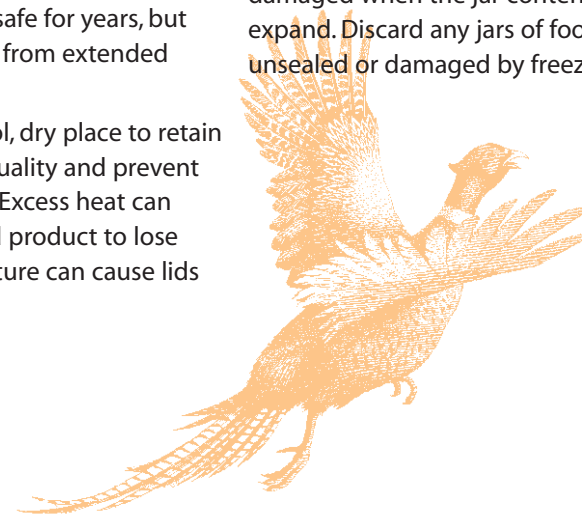 safe for years, but
from extended
l, dry place to retain
uality and prevent
Excess heat can
product to lose
ture can cause lids
expand. Discard any jars of foo
unsealed or damaged by freez